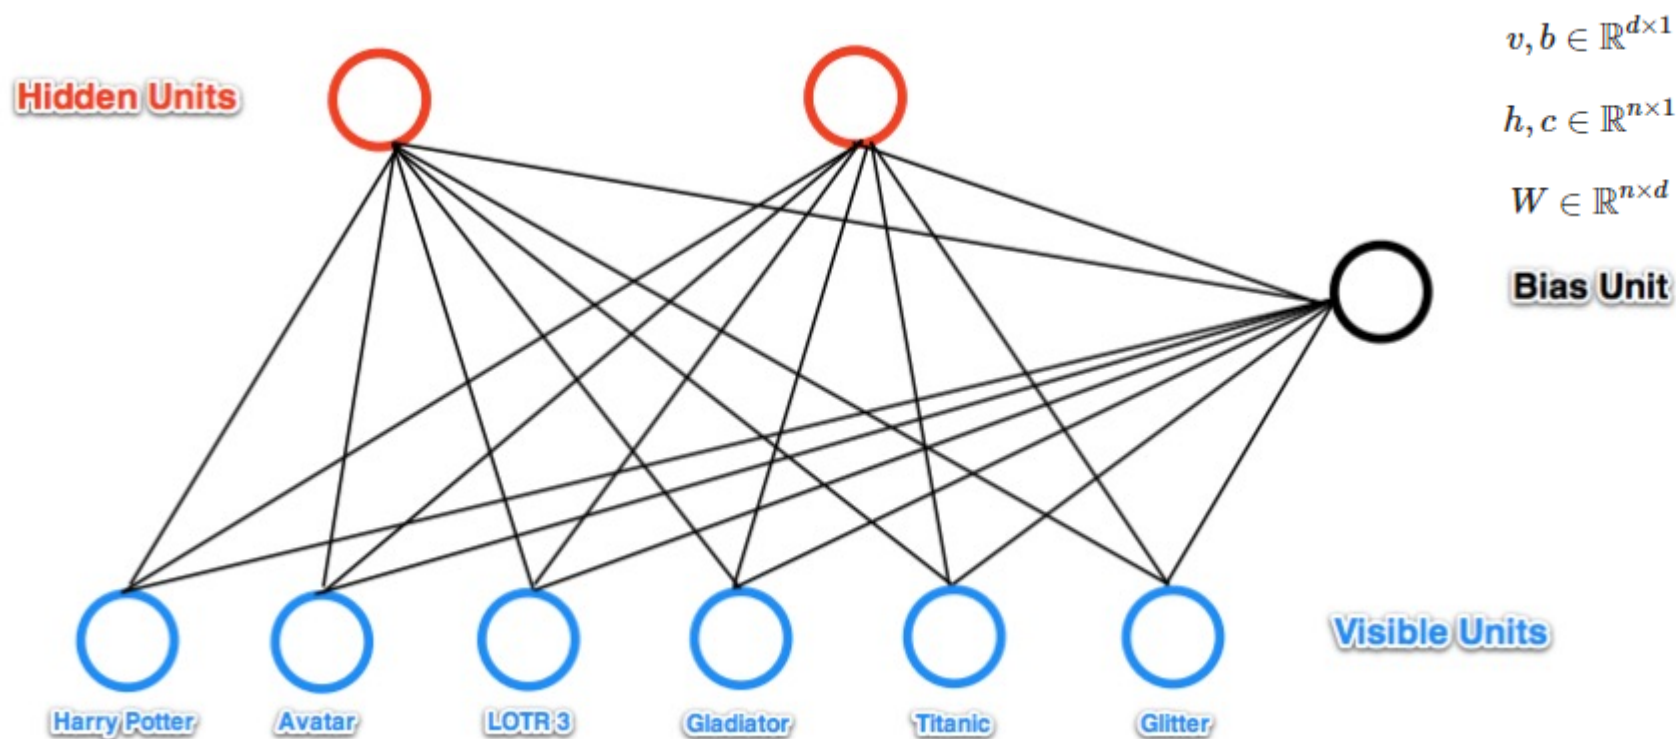 v, b ∈ ℝ^{d×1}
Hidden Units
h, c ∈ ℝ^{n×1}
W ∈ ℝ^{n×d}
Bias Unit
Visible Units
Harry Potter
Avatar
LOTR 3
Gladiator
Titanic
Glitter